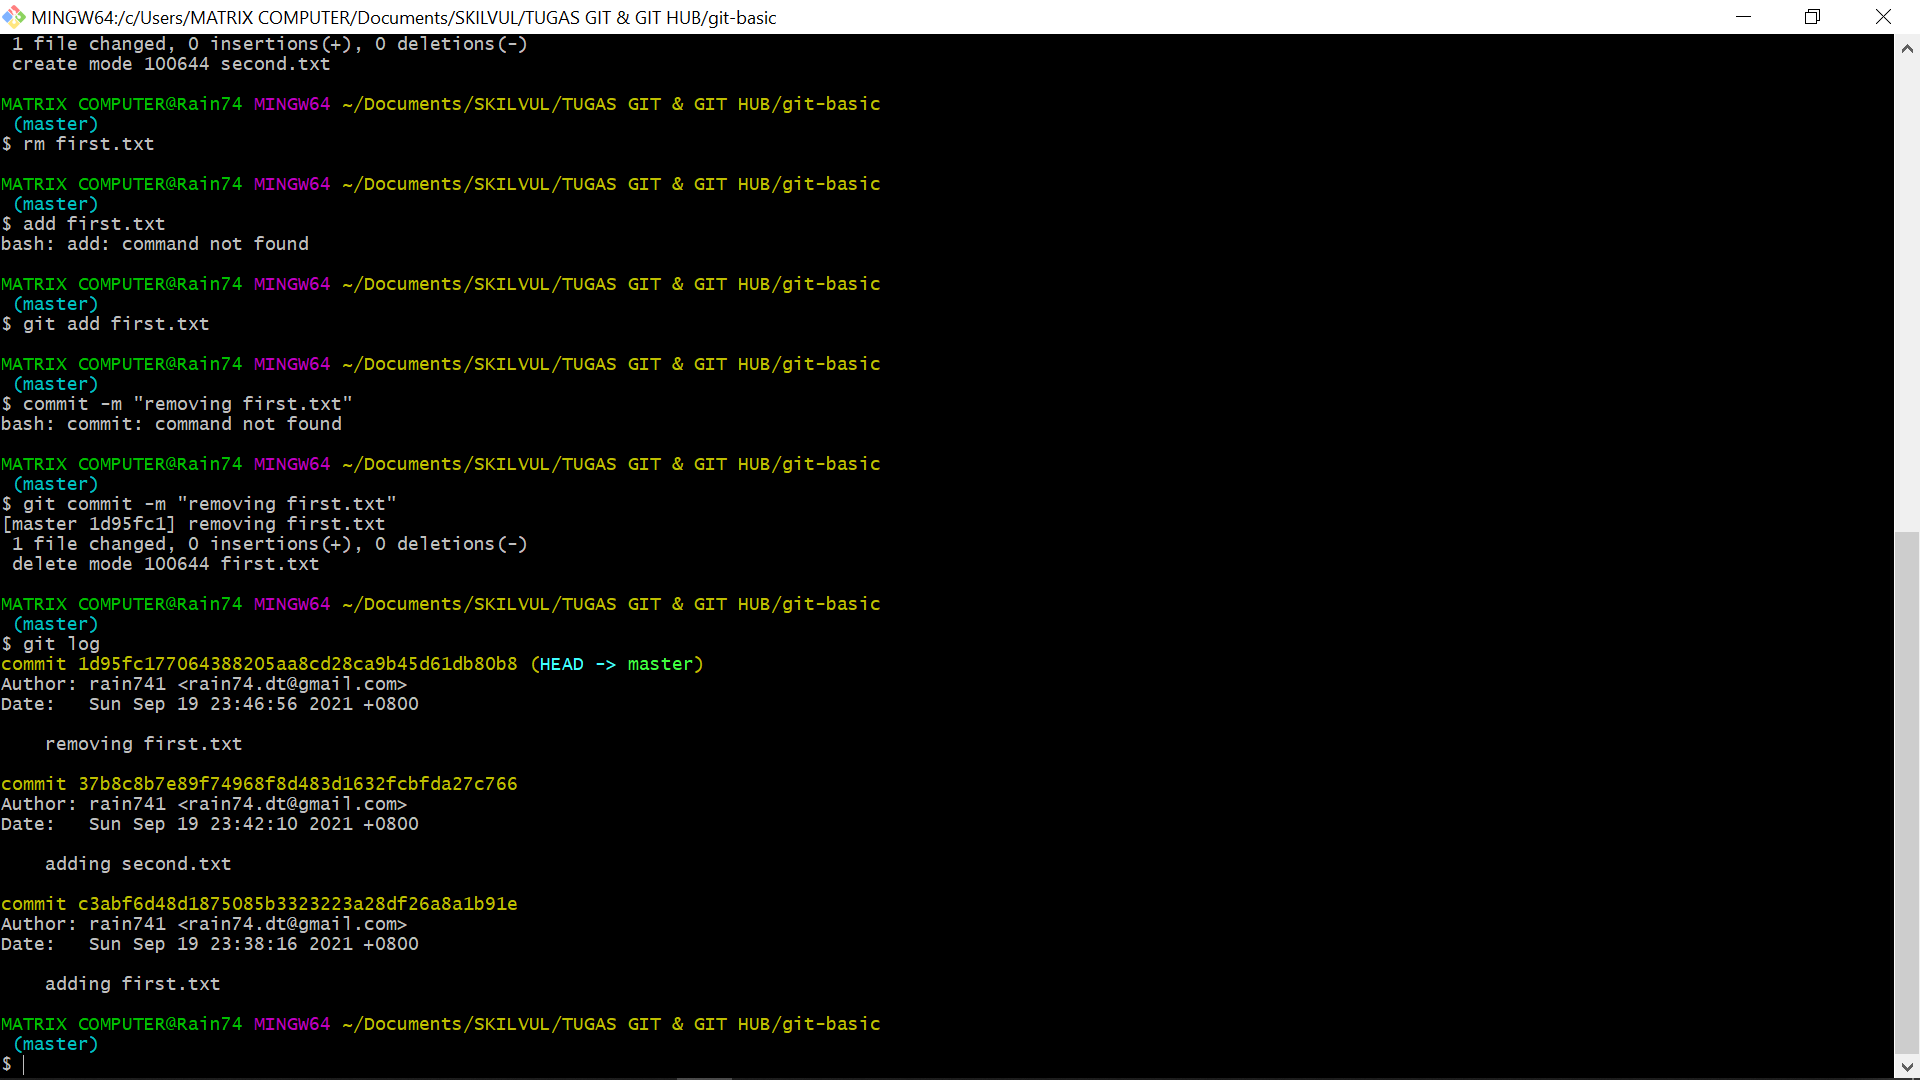 MINGW64:/c/Users/MATRIX COMPUTER/Documents/SKILVUL/TUGAS GIT & GIT HUB/git-basic
 1 file changed, 0 insertions(+), 0 deletions(-)
 create mode 100644 second.txt
MATRIX COMPUTER@Rain74 MINGW64 ~/Documents/SKILVUL/TUGAS GIT & GIT HUB/git-basic
 (master)
$ rm first.txt
MATRIX COMPUTER@Rain74 MINGW64 ~/Documents/SKILVUL/TUGAS GIT & GIT HUB/git-basic
 (master)
$ add first.txt
bash: add: command not found
MATRIX COMPUTER@Rain74 MINGW64 ~/Documents/SKILVUL/TUGAS GIT & GIT HUB/git-basic
 (master)
$ git add first.txt
MATRIX COMPUTER@Rain74 MINGW64 ~/Documents/SKILVUL/TUGAS GIT & GIT HUB/git-basic
 (master)
$ commit -m "removing first.txt"
bash: commit: command not found
MATRIX COMPUTER@Rain74 MINGW64 ~/Documents/SKILVUL/TUGAS GIT & GIT HUB/git-basic
 (master)
$ git commit -m "removing first.txt"
[master 1d95fc1] removing first.txt
 1 file changed, 0 insertions(+), 0 deletions(-)
 delete mode 100644 first.txt
MATRIX COMPUTER@Rain74 MINGW64 ~/Documents/SKILVUL/TUGAS GIT & GIT HUB/git-basic
 (master)
$ git log
commit 1d95fc177064388205aa8cd28ca9b45d61db80b8 (HEAD -> master)
Author: rain741 <rain74.dt@gmail.com>
Date:   Sun Sep 19 23:46:56 2021 +0800
    removing first.txt
commit 37b8c8b7e89f74968f8d483d1632fcbfda27c766
Author: rain741 <rain74.dt@gmail.com>
Date:   Sun Sep 19 23:42:10 2021 +0800
    adding second.txt
commit c3abf6d48d1875085b3323223a28df26a8a1b91e
Author: rain741 <rain74.dt@gmail.com>
Date:   Sun Sep 19 23:38:16 2021 +0800
    adding first.txt
MATRIX COMPUTER@Rain74 MINGW64 ~/Documents/SKILVUL/TUGAS GIT & GIT HUB/git-basic
 (master)
$